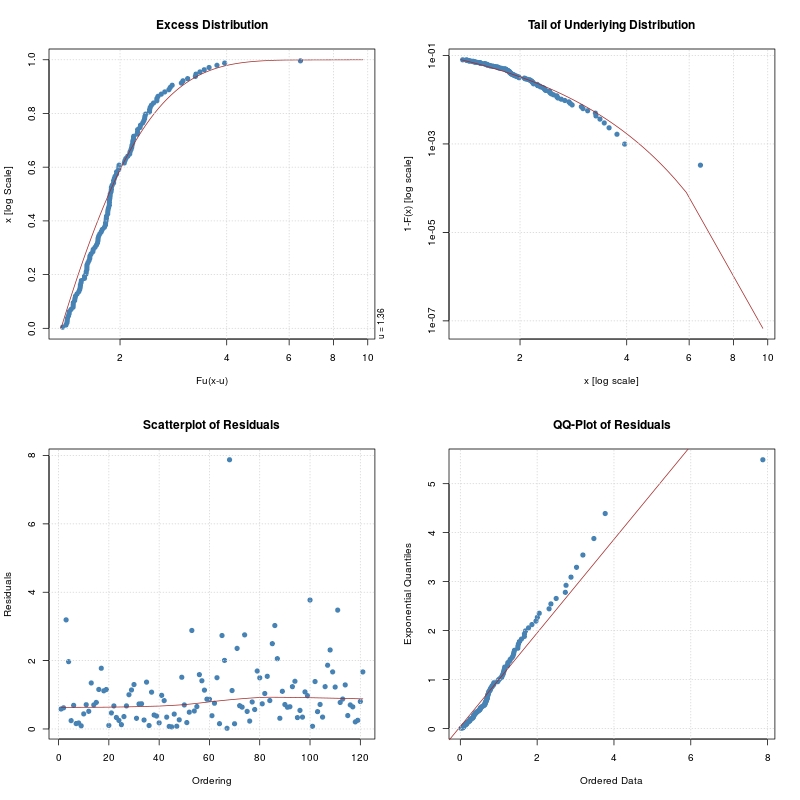 Excess Distribution
x [log Scale]
0.0 0.2 0.4 0.6 0.8 1.0
2 4 6 8 10
Fu(x-u)
u = 1.36
Tail of Underlying Distribution
1-F(x) [log scale]
1e-07 1e-05 1e-03 1e-01
2 4 6 8 10
x [log scale]
Scatterplot of Residuals
Residuals
0 2 4 6 8
0 20 40 60 80 100 120
Ordering
QQ-Plot of Residuals
Exponential Quantiles
0 1 2 3 4 5
0 2 4 6 8
Ordered Data